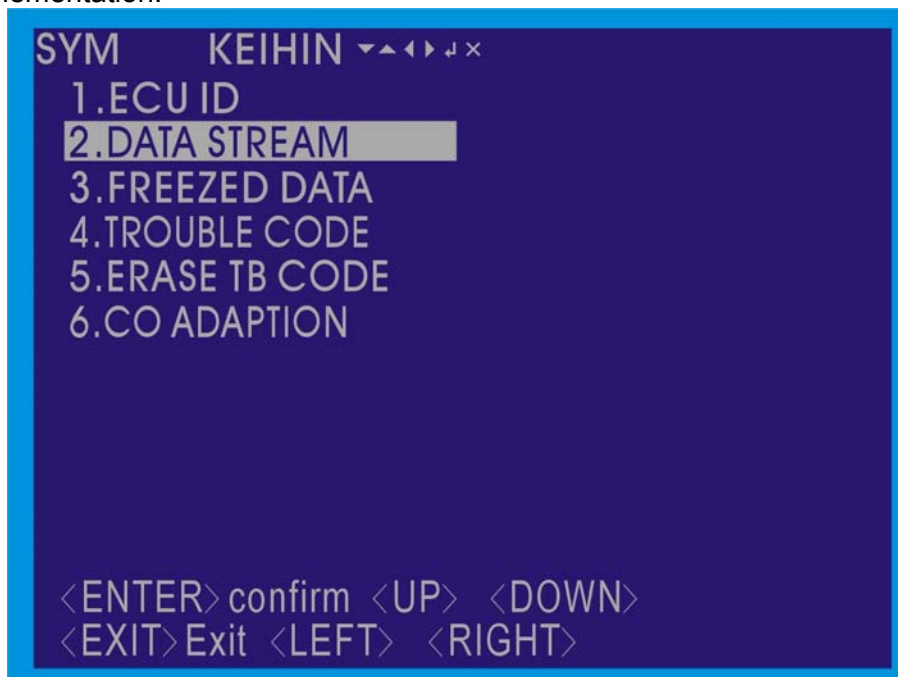 SYM KEIHIN ▾▴◂▸↲×
1.ECU ID
2.DATA STREAM
3.FREEZED DATA
4.TROUBLE CODE
5.ERASE TB CODE
6.CO ADAPTION
<ENTER> confirm <UP> <DOWN>
<EXIT> Exit <LEFT> <RIGHT>